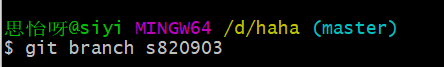 思怡呀@siyi MINGW64 /d/haha (master)
$ git branch s820903